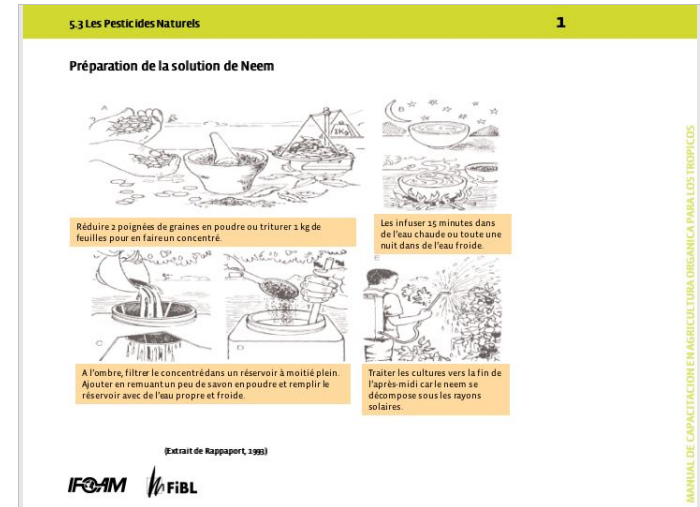 5.3 Les Pesticides Naturels
1
Préparation de la solution de Neem
A
1Kg
Réduire 2 poignées de graines en poudre ou triturer 1 kg de
feuilles pour en faire un concentré.
Les infuser 15 minutes dans
de l'eau chaude ou toute une
nuit dans de l'eau froide.
C
D
E
A l'ombre, filtrer le concentré dans un réservoir à moitié plein.
Ajouter en remuant un peu de savon en poudre et remplir le
réservoir avec de l'eau propre et froide.
Traiter les cultures vers la fin de
l'après-midi car le neem se
décompose sous les rayons
solaires.
(Extrait de Rappaport, 1993)
IFOAM
FiBL
MANUAL DE CAPACITACION EN AGRICULTURA ORGANICA PARA LOS TROPICOS